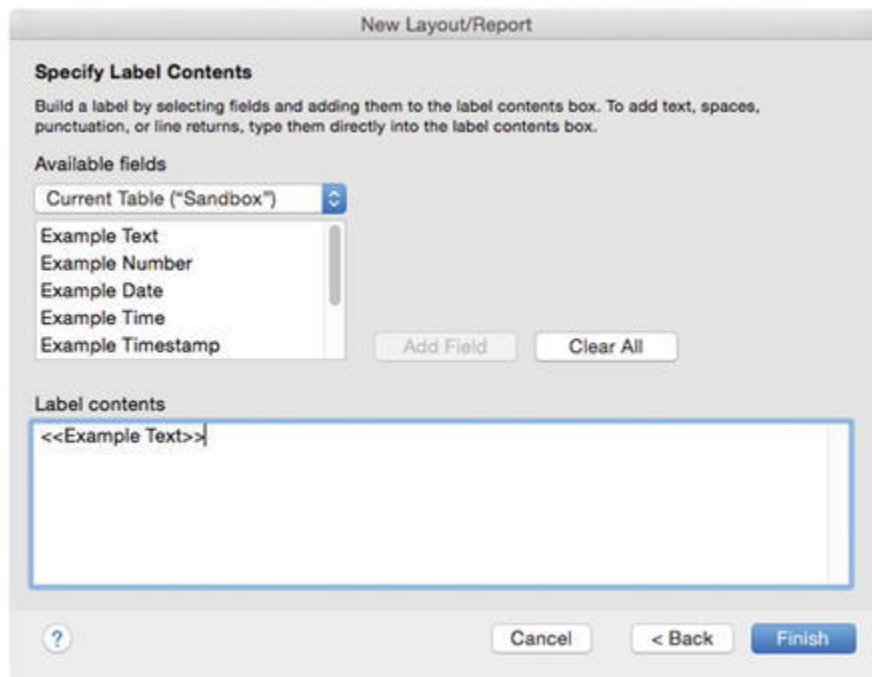 New Layout/Report
Specify Label Contents
Build a label by selecting fields and adding them to the label contents box. To add text, spaces,
punctuation, or line returns, type them directly into the label contents box.
Available fields
Current Table (“Sandbox”)
Example Text
Example Number
Example Date
Example Time
Example Timestamp
Add Field
Clear All
Label contents
<<Example Text>>
?
Cancel
< Back
Finish